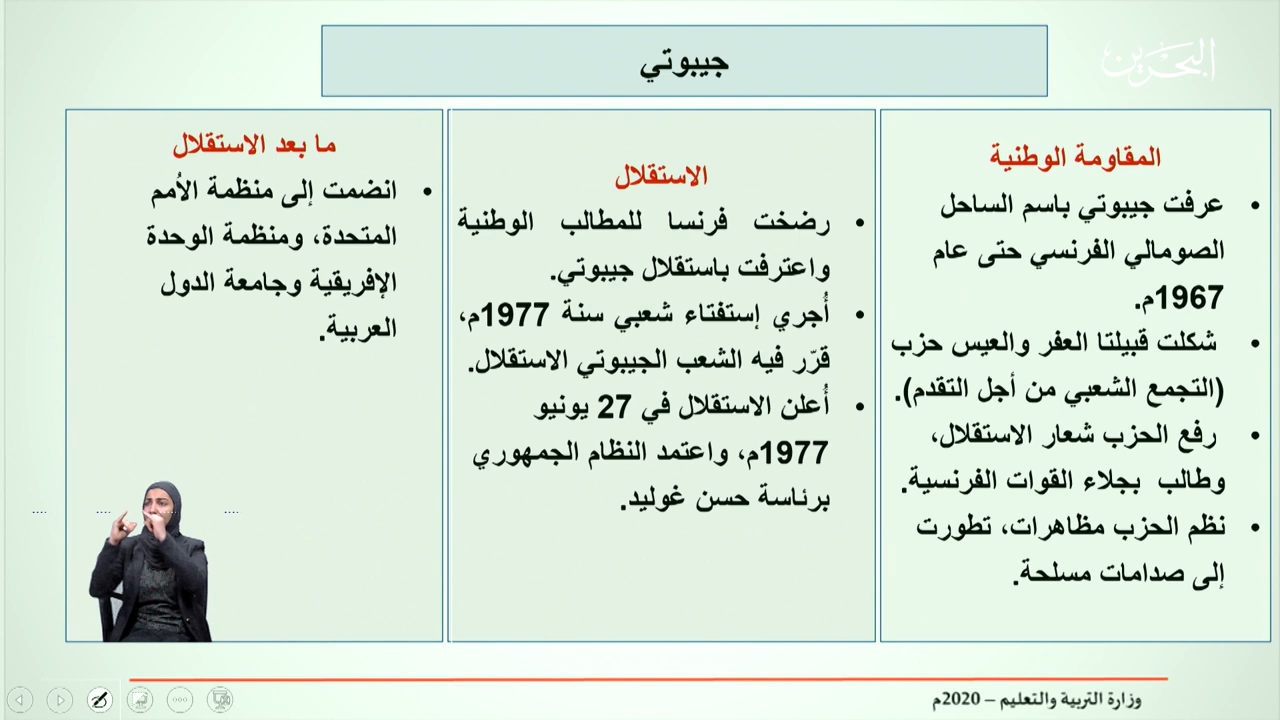 جيبوتي
البحرين
المقاومة الوطنية
• عرفت جيبوتي باسم الساحل
الصومالي الفرنسي حتى عام
1967م.
• شكلت قبيلتا العفر والعيس حزب
(التجمع الشعبي من أجل التقدم).
• رفع الحزب شعار الاستقلال،
وطالب بجلاء القوات الفرنسية.
• نظم الحزب مظاهرات، تطورت
إلى صدامات مسلحة.
الاستقلال
• رضخت فرنسا للمطالب الوطنية
واعترفت باستقلال جيبوتي.
• أُجري إستفتاء شعبي سنة 1977م،
قرّر فيه الشعب الجيبوتي الاستقلال.
• أُعلن الاستقلال في 27 يونيو
1977م، واعتمد النظام الجمهوري
برئاسة حسن غوليد.
ما بعد الاستقلال
• انضمت إلى منظمة الأُمم
المتحدة، ومنظمة الوحدة
الإفريقية وجامعة الدول
العربية.
وزارة التربية والتعليم – 2020م